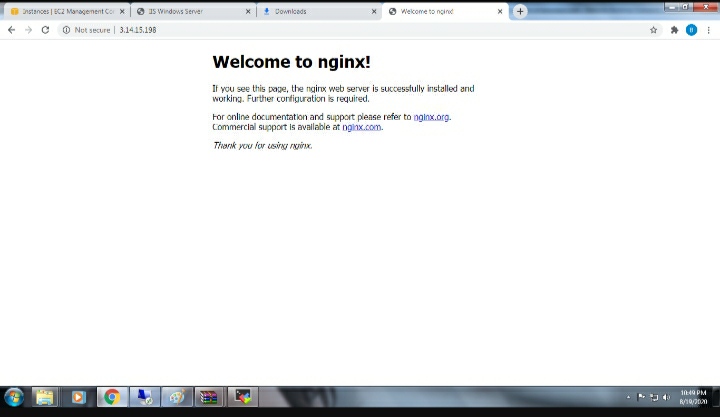 Instances | EC2 Management Co
IIS Windows Server
Downloads
Welcome to nginx!
Not secure | 3.14.15.198
B
Welcome to nginx!
If you see this page, the nginx web server is successfully installed and
working. Further configuration is required.
For online documentation and support please refer to nginx.org.
Commercial support is available at nginx.com.
Thank you for using nginx.
10:49 PM
8/19/2020